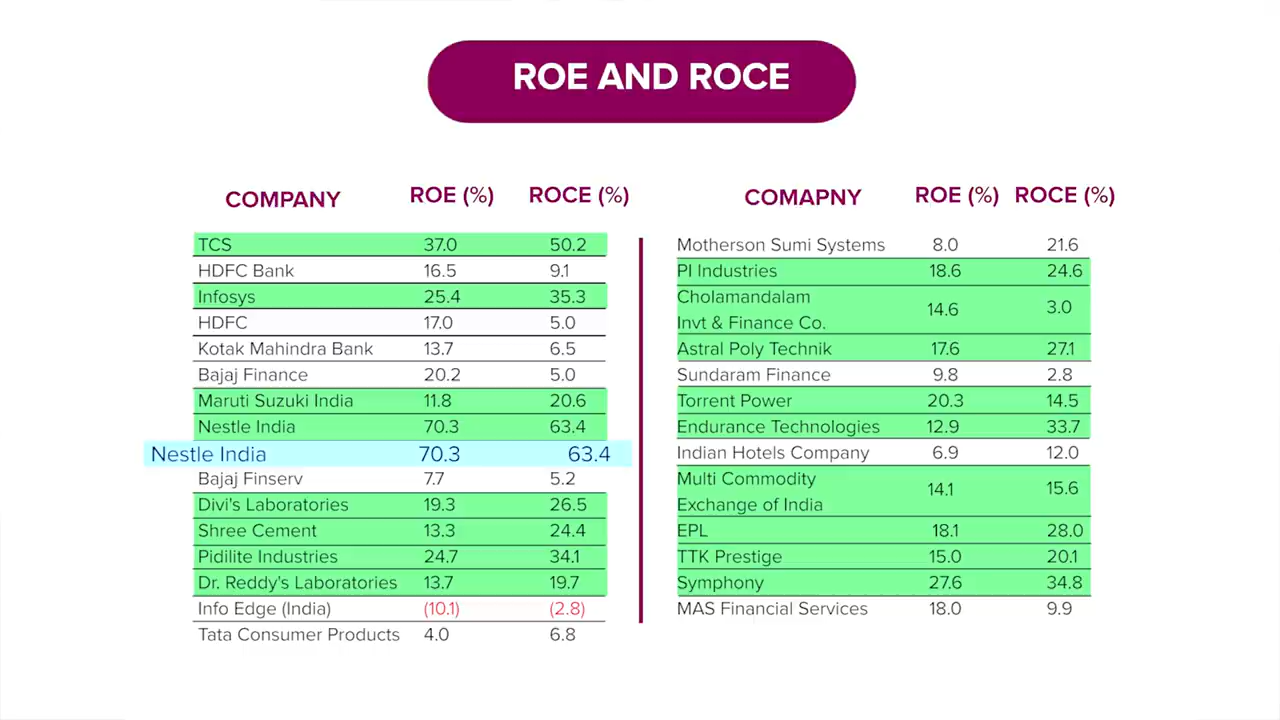 ROE AND ROCE
COMPANY ROE (%) ROCE (%)
TCS 37.0 50.2
HDFC Bank 16.5 9.1
Infosys 25.4 35.3
HDFC 17.0 5.0
Kotak Mahindra Bank 13.7 6.5
Bajaj Finance 20.2 5.0
Maruti Suzuki India 11.8 20.6
Nestle India 70.3 63.4
Nestle India 70.3 63.4
Bajaj Finserv 7.7 5.2
Divi's Laboratories 19.3 26.5
Shree Cement 13.3 24.4
Pidilite Industries 24.7 34.1
Dr. Reddy's Laboratories 13.7 19.7
Info Edge (India) (10.1) (2.8)
Tata Consumer Products 4.0 6.8
COMAPNY ROE (%) ROCE (%)
Motherson Sumi Systems 8.0 21.6
PI Industries 18.6 24.6
Cholamandalam
Invt & Finance Co. 14.6 3.0
Astral Poly Technik 17.6 27.1
Sundaram Finance 9.8 2.8
Torrent Power 20.3 14.5
Endurance Technologies 12.9 33.7
Indian Hotels Company 6.9 12.0
Multi Commodity
Exchange of India 14.1 15.6
EPL 18.1 28.0
TTK Prestige 15.0 20.1
Symphony 27.6 34.8
MAS Financial Services 18.0 9.9